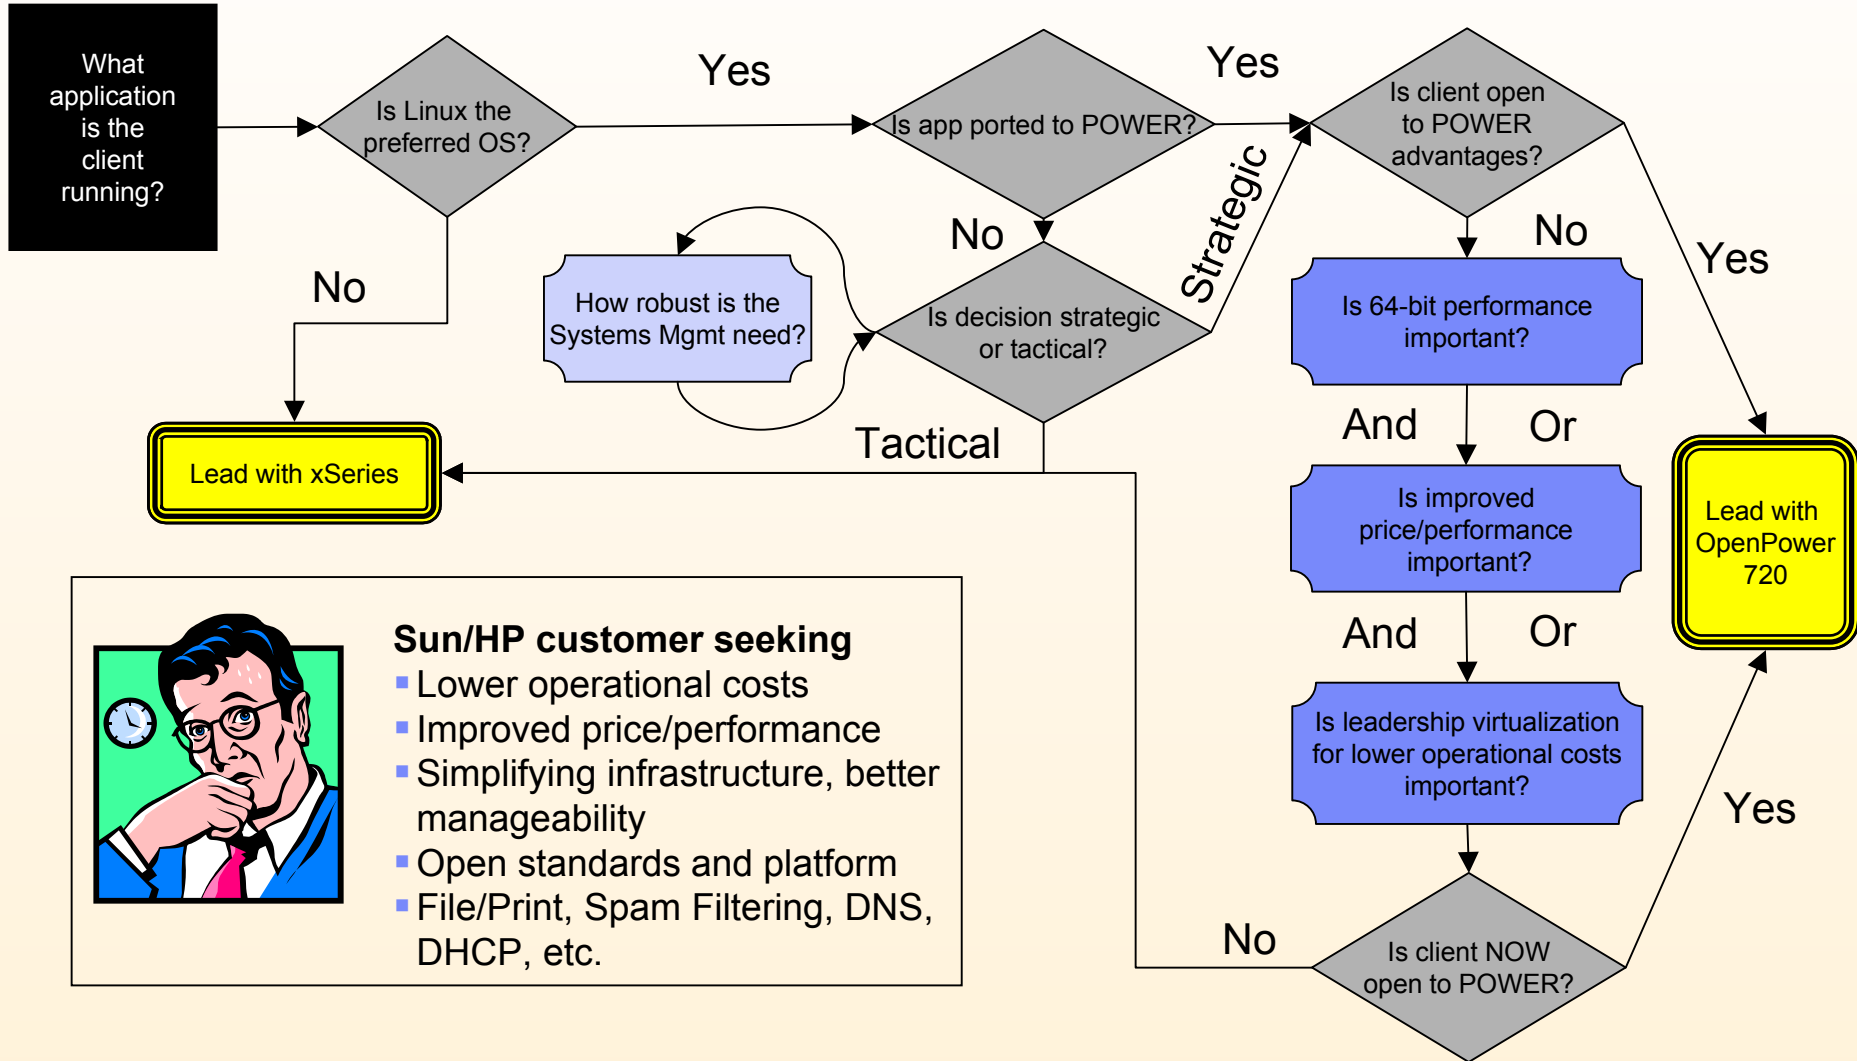 What
application
is the
client
running?
Is Linux the
preferred OS?
Yes
No
Is app ported to POWER?
Yes
No
Is client open
to POWER
advantages?
Yes
No
Strategic
How robust is the
Systems Mgmt need?
Is decision strategic
or tactical?
Tactical
Lead with xSeries
Is 64-bit performance
important?
And
Or
Is improved
price/performance
important?
And
Or
Is leadership virtualization
for lower operational costs
important?
Lead with
OpenPower
720
Yes
No
Is client NOW
open to POWER?
Sun/HP customer seeking
▪ Lower operational costs
▪ Improved price/performance
▪ Simplifying infrastructure, better
manageability
▪ Open standards and platform
▪ File/Print, Spam Filtering, DNS,
DHCP, etc.